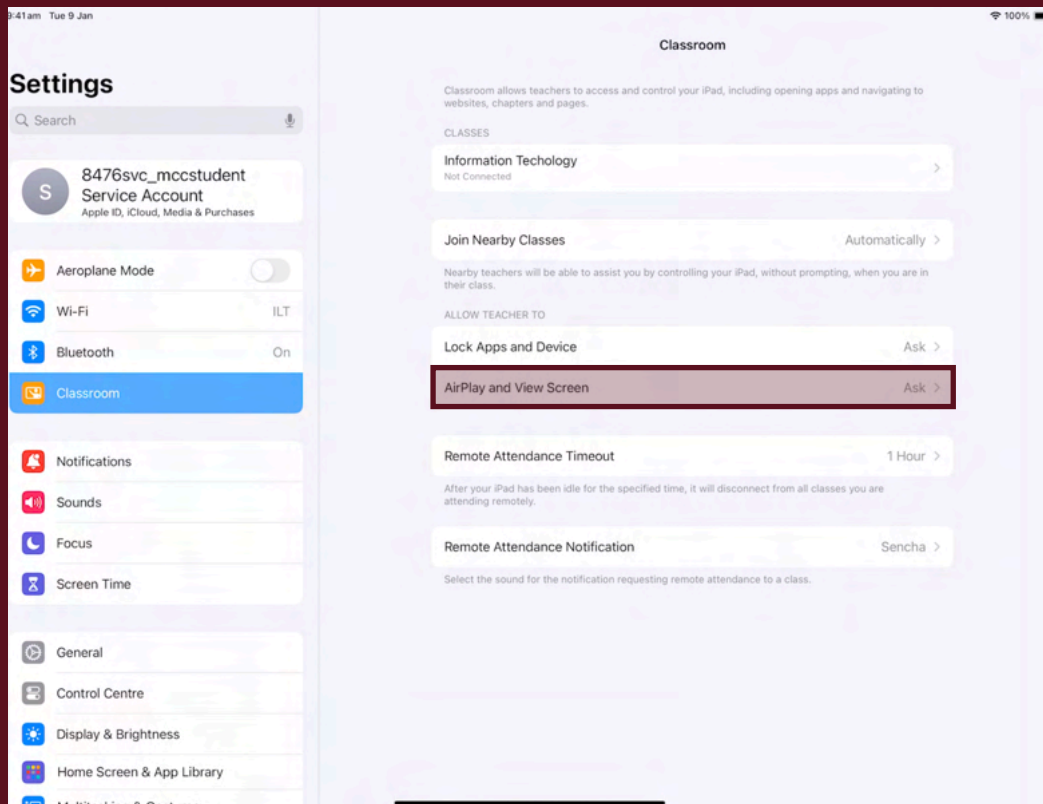 9:41am Tue 9 Jan
100%
Settings
Search
S
8476svc_mccstudent
Service Account
Apple ID, iCloud, Media & Purchases
Aeroplane Mode
Wi-Fi ILT
Bluetooth On
Classroom
Notifications
Sounds
Focus
Screen Time
General
Control Centre
Display & Brightness
Home Screen & App Library
Classroom
Classroom allows teachers to access and control your iPad, including opening apps and navigating to
websites, chapters and pages.
CLASSES
Information Techology
Not Connected
Join Nearby Classes Automatically
Nearby teachers will be able to assist you by controlling your iPad, without prompting, when you are in
their class.
ALLOW TEACHER TO
Lock Apps and Device Ask
AirPlay and View Screen Ask
Remote Attendance Timeout 1 Hour
After your iPad has been idle for the specified time, it will disconnect from all classes you are
attending remotely.
Remote Attendance Notification Sencha
Select the sound for the notification requesting remote attendance to a class.